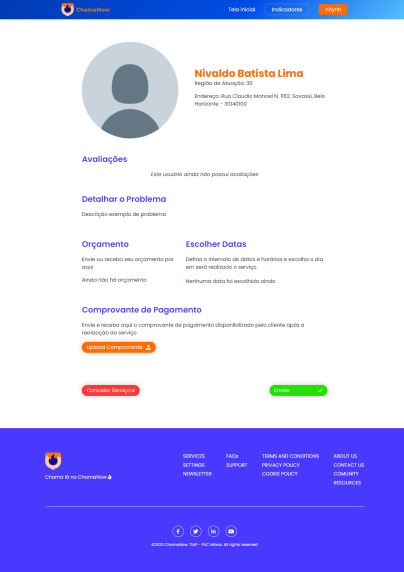 ChamaNow
Tela inicial
Indicadores
nhynh
Nivaldo Batista Lima
Região de Atuação: 30
Endereço: Rua Claudio Manoel N. 1162, Savassi, Belo
Horizonte - 30140100
Avaliações
Este usuário ainda não possui avaliações
Detalhar o Problema
Descrição exemplo de problema
Orçamento
Envie ou receba seu orçamento por
aqui
Ainda não há orçamento
Escolher Datas
Defina o intervalo de datas e horários e escolha o dia
em será realizado o serviço
Nenhuma data foi escolhida ainda
Comprovante de Pagamento
Envie e receba aqui o comprovante de pagamento disponibilizado pelo cliente após a
realização do serviço
Upload Comprovante
Cancelar Serviço
Enviar
Chama lá no ChamaNow
SERVICES
SETTINGS
NEWSLETTER
FAQs
SUPPORT
TERMS AND CONDITIONS
PRIVACY POLICY
COOKIE POLICY
ABOUT US
CONTACT US
COMUNITY
RESOURCES
©2022 ChamaNow. TIAP - PUC Minas. All rights reserved